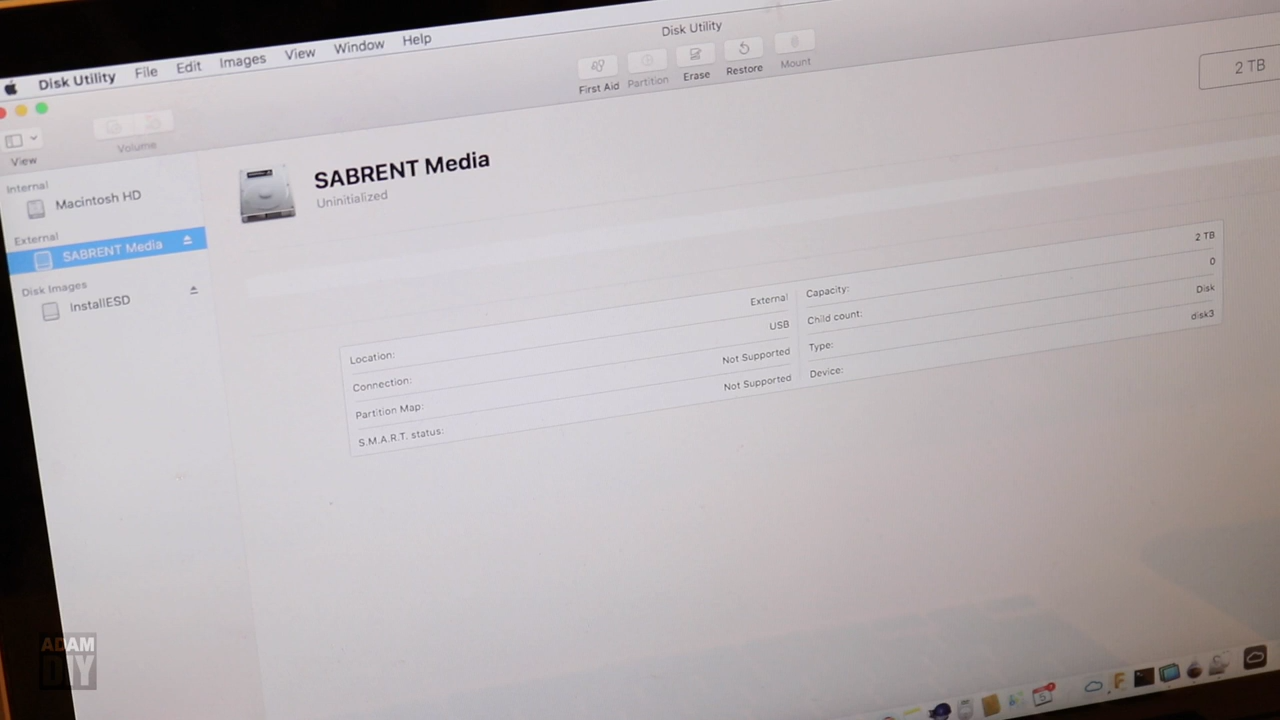 Disk Utility File Edit Images View Window Help
Disk Utility
First Aid Partition Erase Restore Mount
2 TB
View
Volume
Internal
Macintosh HD
External
SABRENT Media
Disk Images
InstallESD
SABRENT Media
Uninitialized
Location: External
Connection: USB
Partition Map: Not Supported
S.M.A.R.T. status: Not Supported
Capacity: 2 TB
Child count: 0
Type: Disk
Device: disk3
ADAM
DIY